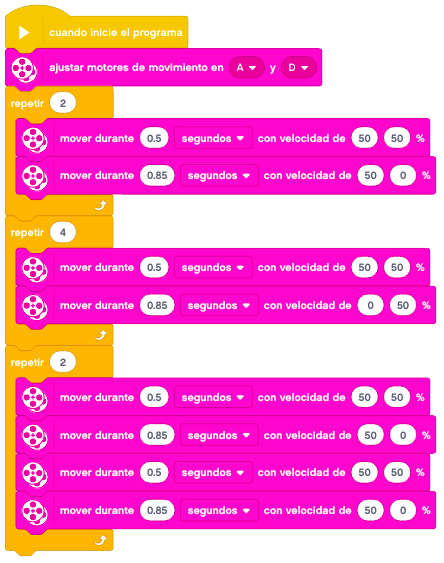 cuando inicie el programa
ajustar motores de movimiento en A y D
repetir 2
mover durante 0.5 segundos con velocidad de 50 50 %
mover durante 0.85 segundos con velocidad de 50 0 %
repetir 4
mover durante 0.5 segundos con velocidad de 50 50 %
mover durante 0.85 segundos con velocidad de 0 50 %
repetir 2
mover durante 0.5 segundos con velocidad de 50 50 %
mover durante 0.85 segundos con velocidad de 50 0 %
mover durante 0.5 segundos con velocidad de 50 50 %
mover durante 0.85 segundos con velocidad de 50 0 %